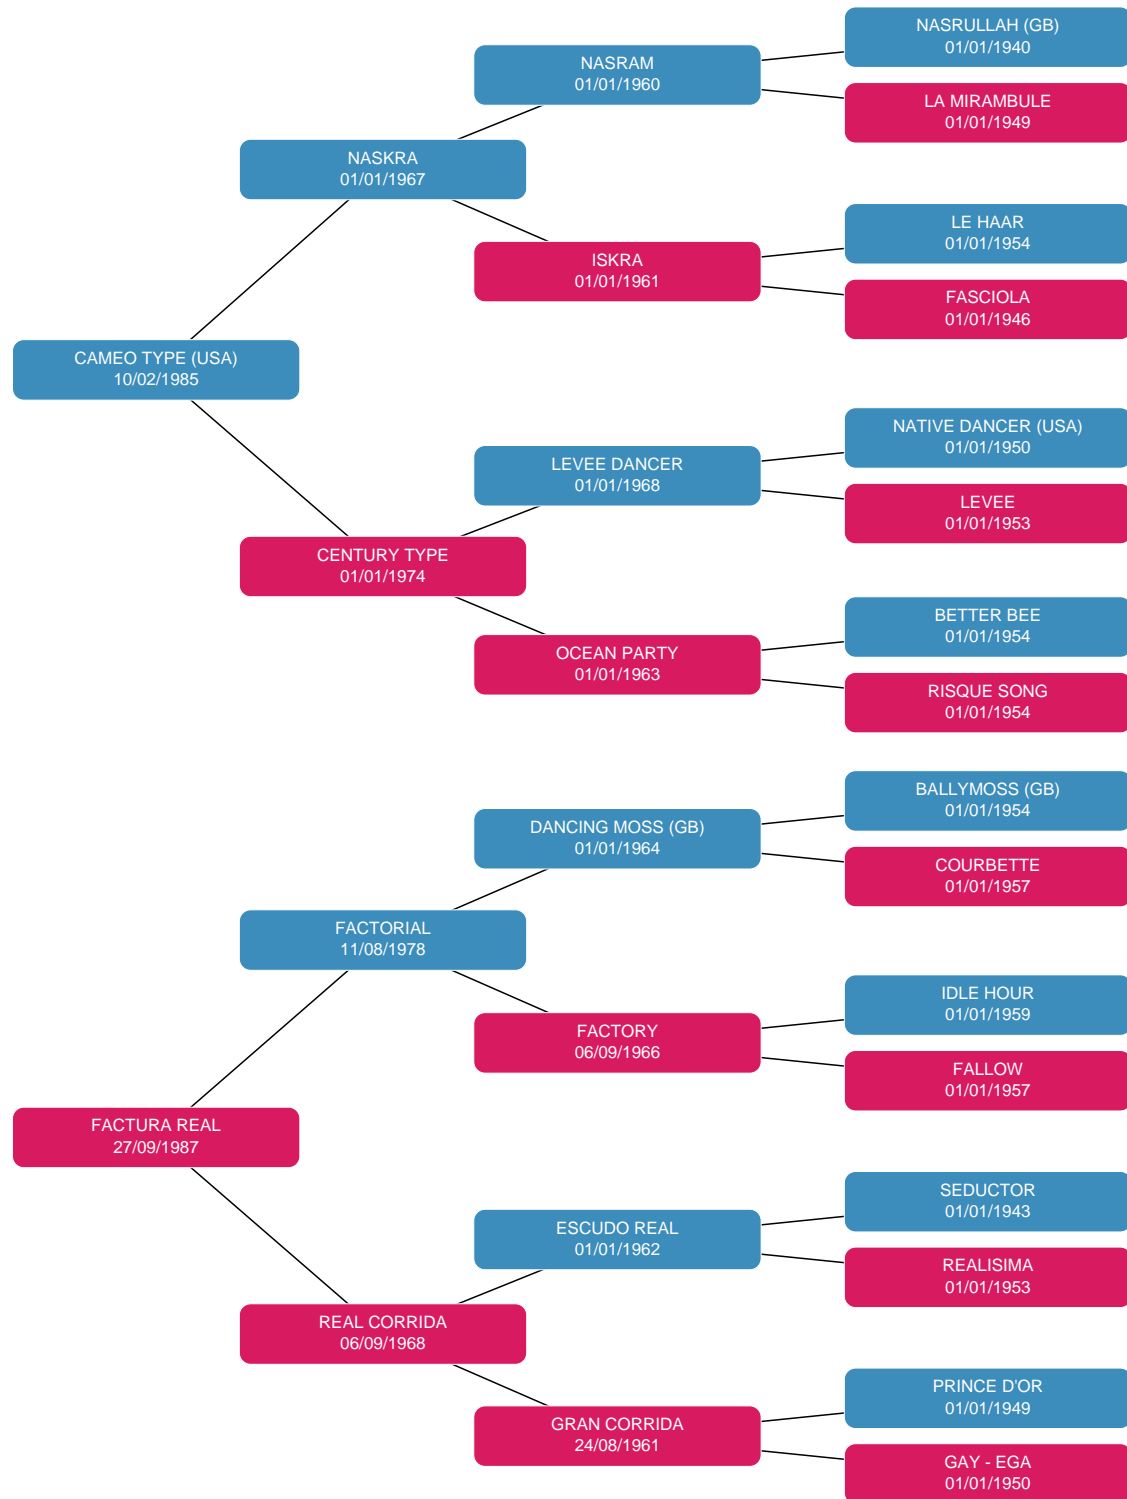 NASRULLAH (GB)
01/01/1940
NASRAM
01/01/1960
LA MIRAMBULE
01/01/1949
NASKRA
01/01/1967
LE HAAR
01/01/1954
ISKRA
01/01/1961
FASCIOLA
01/01/1946
CAMEO TYPE (USA)
10/02/1985
NATIVE DANCER (USA)
01/01/1950
LEVEE DANCER
01/01/1968
LEVEE
01/01/1953
CENTURY TYPE
01/01/1974
BETTER BEE
01/01/1954
OCEAN PARTY
01/01/1963
RISQUE SONG
01/01/1954
BALLYMOSS (GB)
01/01/1954
DANCING MOSS (GB)
01/01/1964
COURBETTE
01/01/1957
FACTORIAL
11/08/1978
IDLE HOUR
01/01/1959
FACTORY
06/09/1966
FALLOW
01/01/1957
FACTURA REAL
27/09/1987
SEDUCTOR
01/01/1943
ESCUDO REAL
01/01/1962
REALISIMA
01/01/1953
REAL CORRIDA
06/09/1968
PRINCE D'OR
01/01/1949
GRAN CORRIDA
24/08/1961
GAY - EGA
01/01/1950